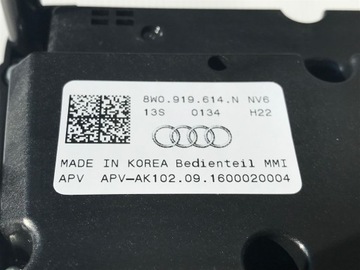 8W0.919.614.N NV6
13S 0134 H22
MADE IN KOREA Bedienteil MMI
APV APV-AK102.09.1600020004